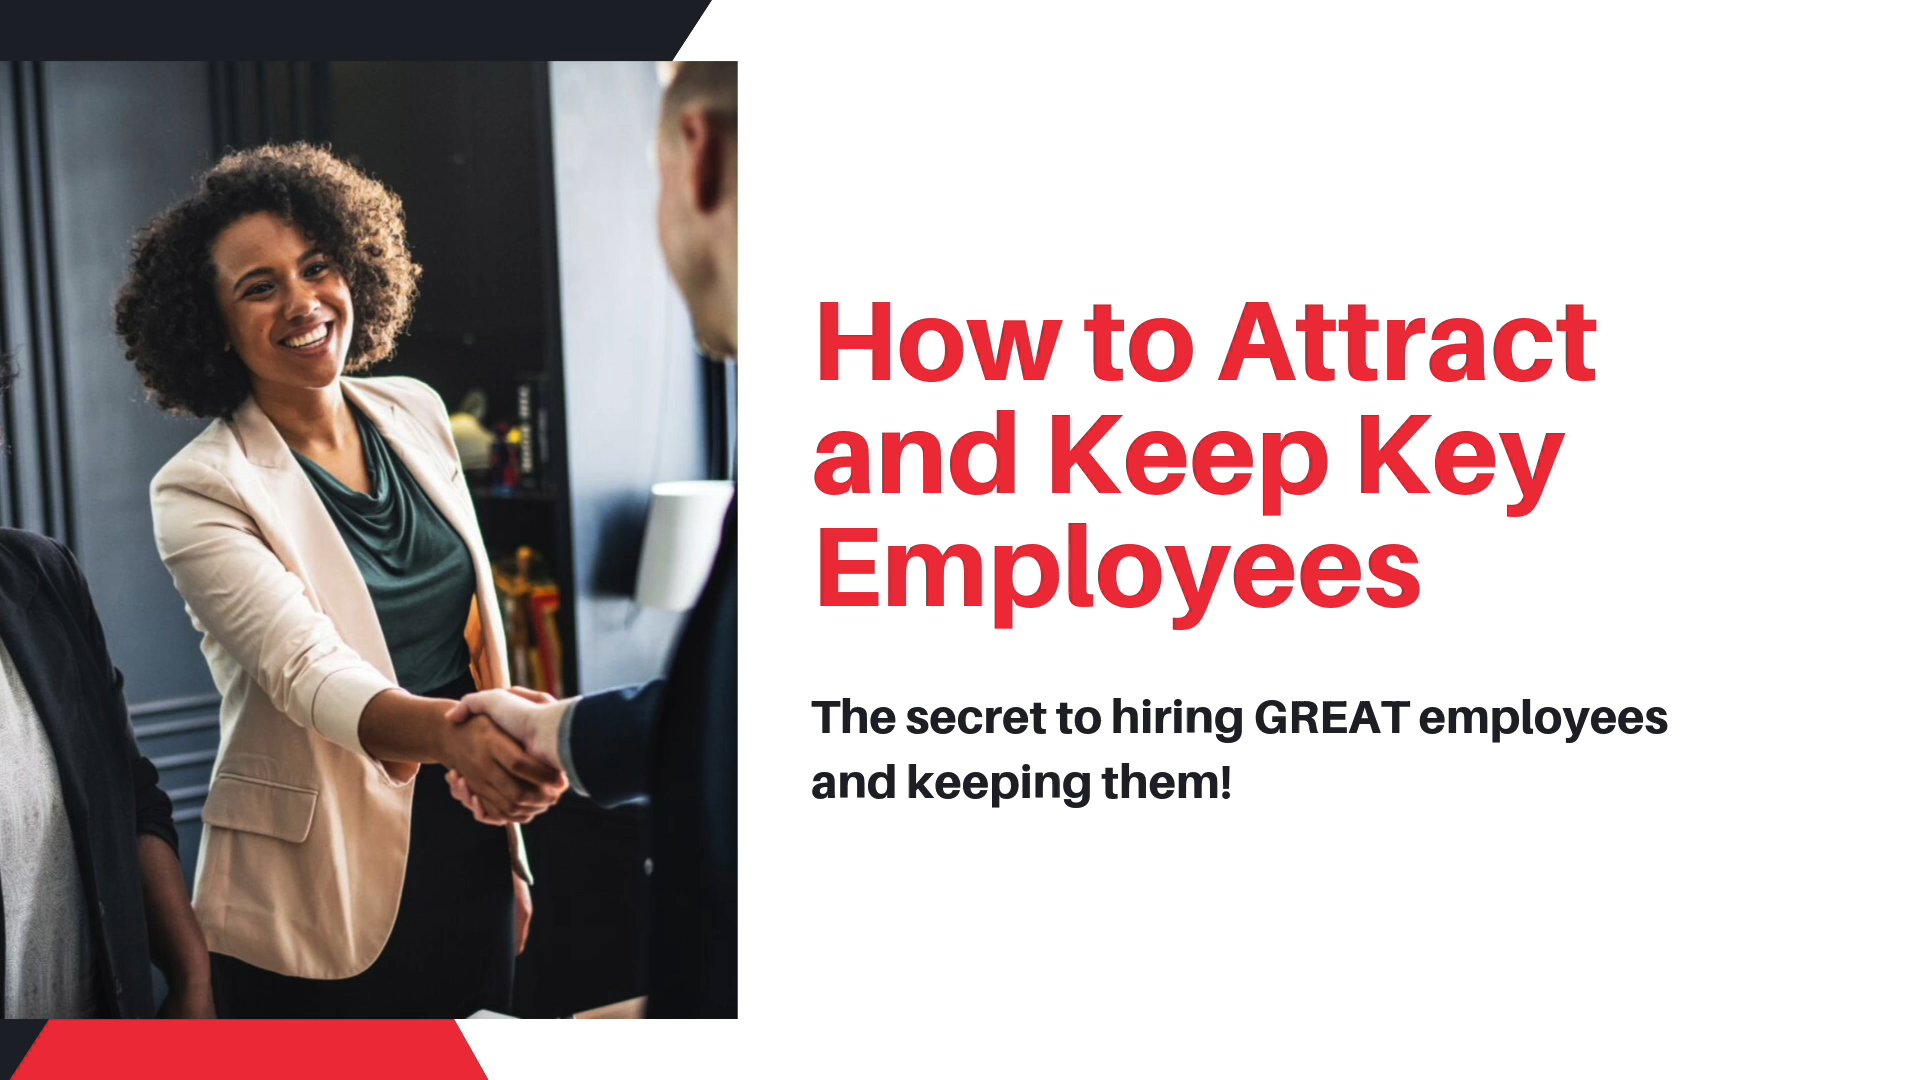 How to Attract
and Keep Key
Employees
The secret to hiring GREAT employees
and keeping them!